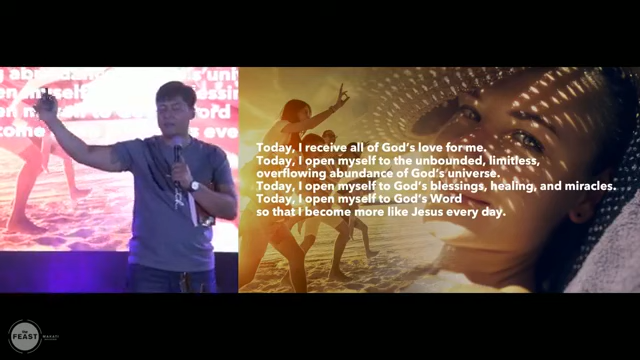 Today, I receive all of God's love for me.
Today, I open myself to the unbounded, limitless,
overflowing abundance of God's universe.
Today, I open myself to God's blessings, healing, and miracles.
Today, I open myself to God's Word
so that I become more like Jesus every day.
THE
FEAST
MAKATI